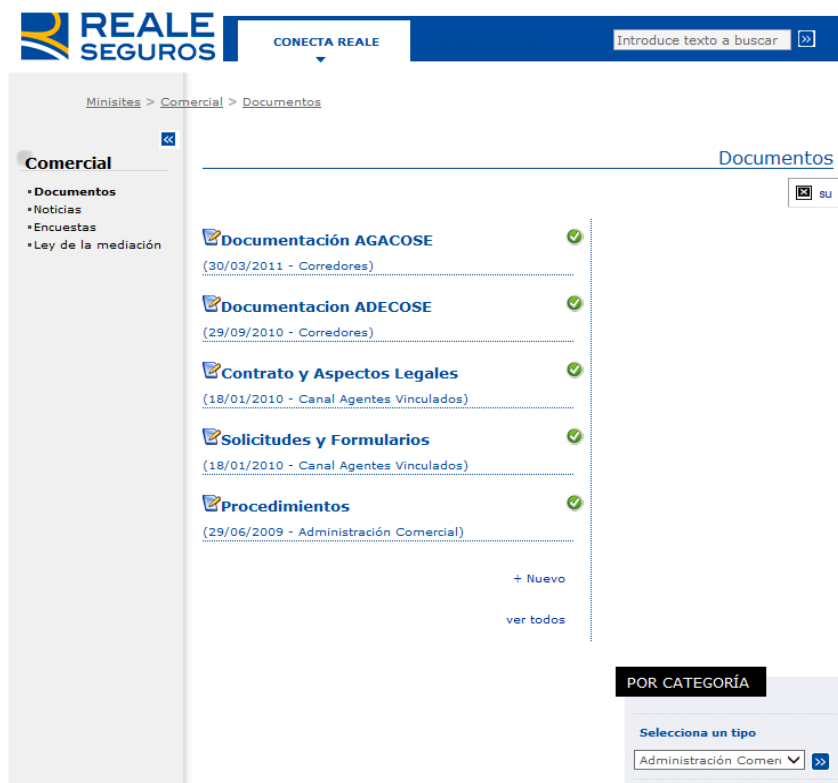 REALE
SEGUROS
CONECTA REALE
Introduce texto a buscar
Minisites > Comercial > Documentos
Comercial
Documentos
Noticias
Encuestas
Ley de la mediación
Documentos
su
Documentación AGACOSE
(30/03/2011 - Corredores)
Documentacion ADECOSE
(29/09/2010 - Corredores)
Contrato y Aspectos Legales
(18/01/2010 - Canal Agentes Vinculados)
Solicitudes y Formularios
(18/01/2010 - Canal Agentes Vinculados)
Procedimientos
(29/06/2009 - Administración Comercial)
+ Nuevo
ver todos
POR CATEGORÍA
Selecciona un tipo
Administración Comer